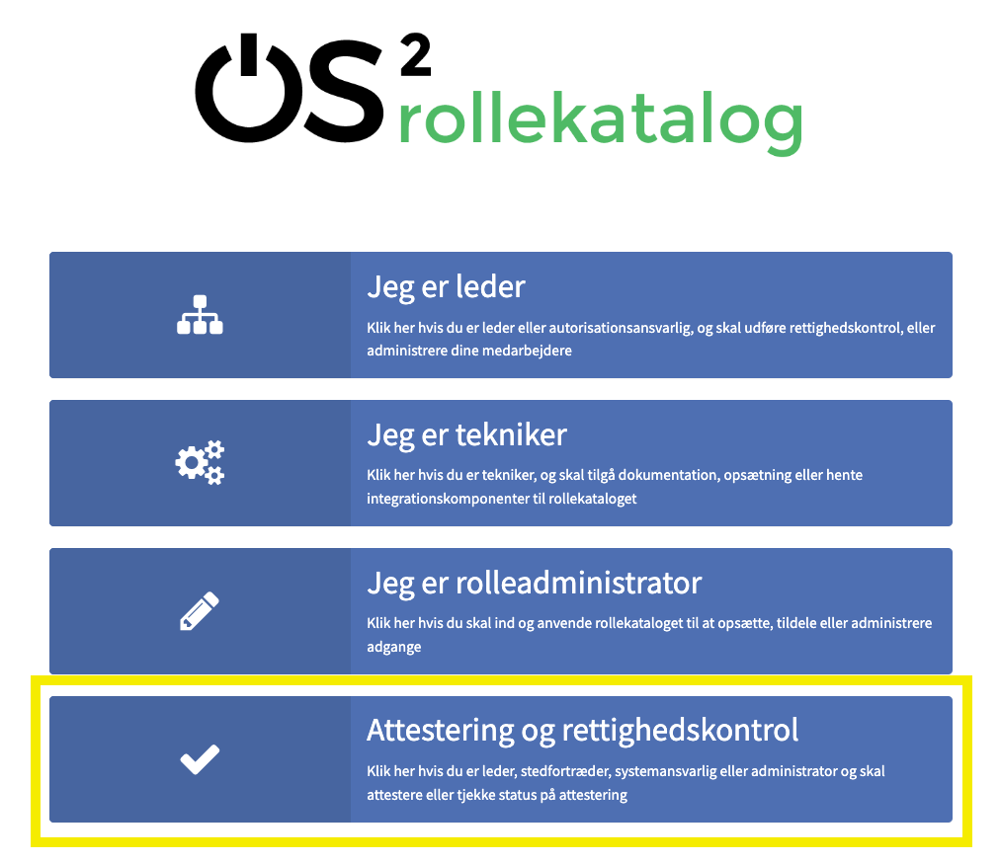 OS²
rollekatalog
Jeg er leder
Klik her hvis du er leder eller autorisationsansvarlig, og skal udføre rettighedskontrol, eller
administrere dine medarbejdere
Jeg er tekniker
Klik her hvis du er tekniker, og skal tilgå dokumentation, opsætning eller hente
integrationskomponenter til rollekataloget
Jeg er rolleadministrator
Klik her hvis du skal ind og anvende rollekataloget til at opsætte, tildele eller administrere
adgange
Attestering og rettighedskontrol
Klik her hvis du er leder, stedfortræder, systemansvarlig eller administrator og skal
attestere eller tjekke status på attestering